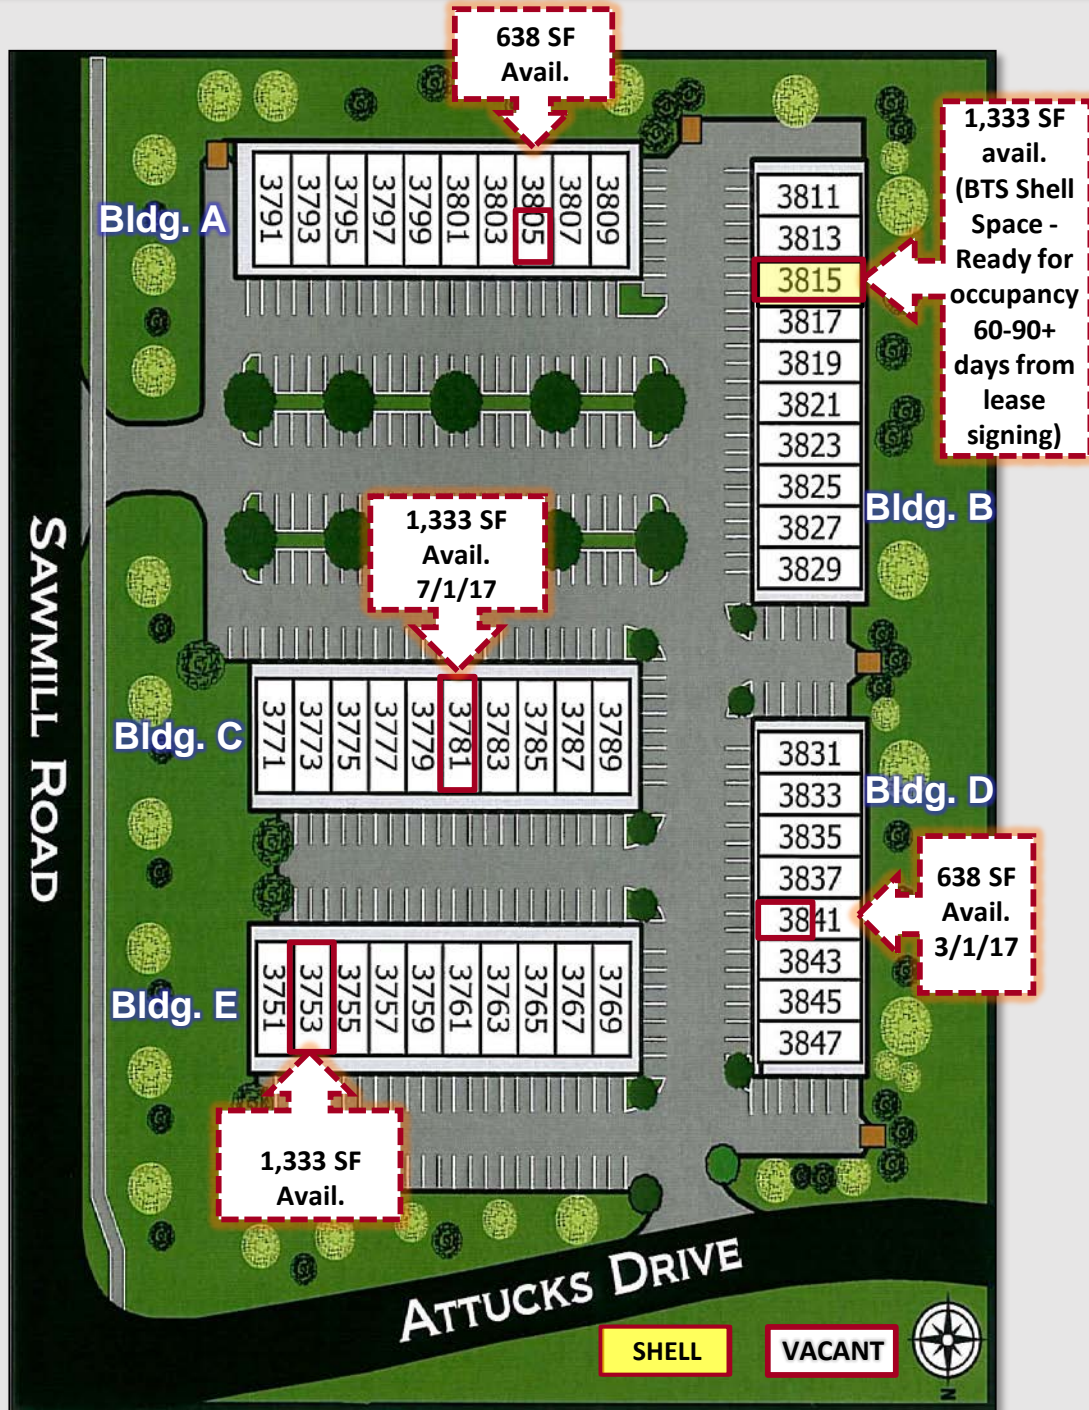 638 SF
Avail.
1,333 SF
avail.
(BTS Shell
Space -
Ready for
occupancy
60-90+
days from
lease
signing)
Bldg. A
3791
3793
3795
3797
3799
3801
3803
3805
3807
3809
3811
3813
3815
3817
3819
3821
3823
3825
3827
3829
Bldg. B
1,333 SF
Avail.
7/1/17
SAWMILL ROAD
Bldg. C
3771
3773
3775
3777
3779
3781
3783
3785
3787
3789
3831
3833
3835
3837
3841
3843
3845
3847
Bldg. D
638 SF
Avail.
3/1/17
Bldg. E
3751
3753
3755
3757
3759
3761
3763
3765
3767
3769
1,333 SF
Avail.
ATTUCKS DRIVE
SHELL
VACANT
N